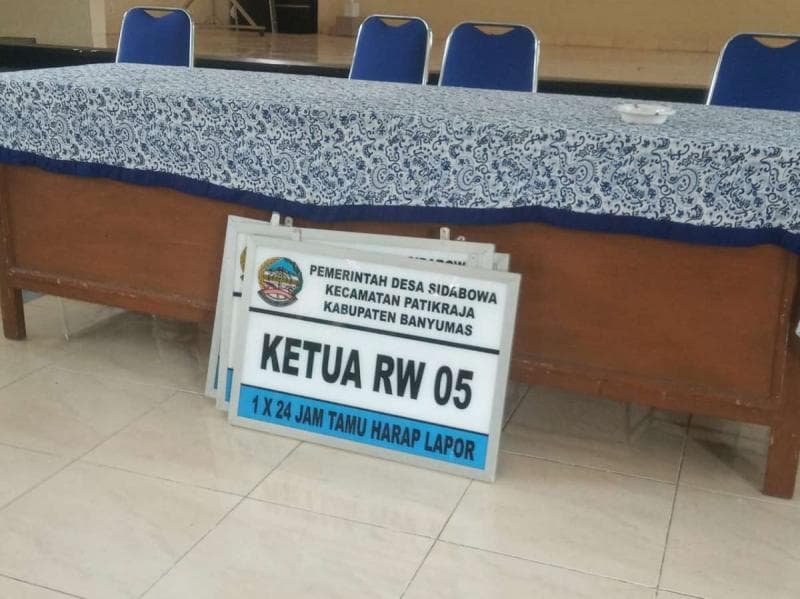 PEMERINTAH DESA SIDABOWA
KECAMATAN PATIKRAJA
KABUPATEN BANYUMAS
KETUA RW 05
1 X 24 JAM TAMU HARAP LAPOR